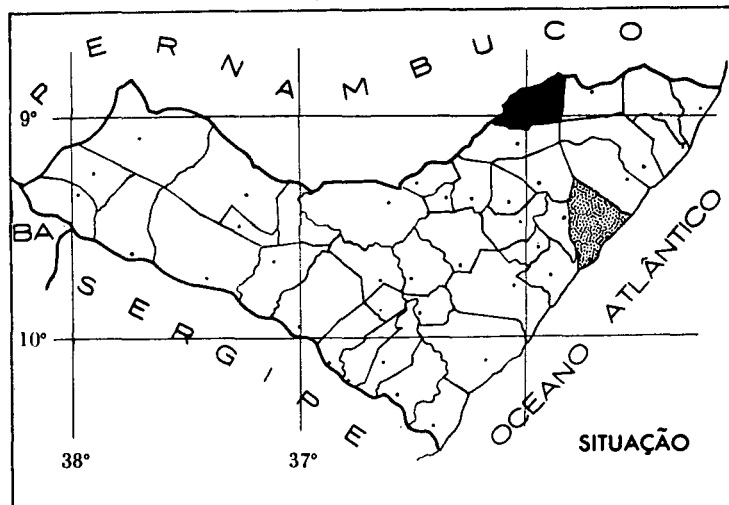 PERNAMBUCO
9°
BA
SERGIPE
OCEANO ATLÂNTICO
10°
38°
37°
SITUAÇÃO